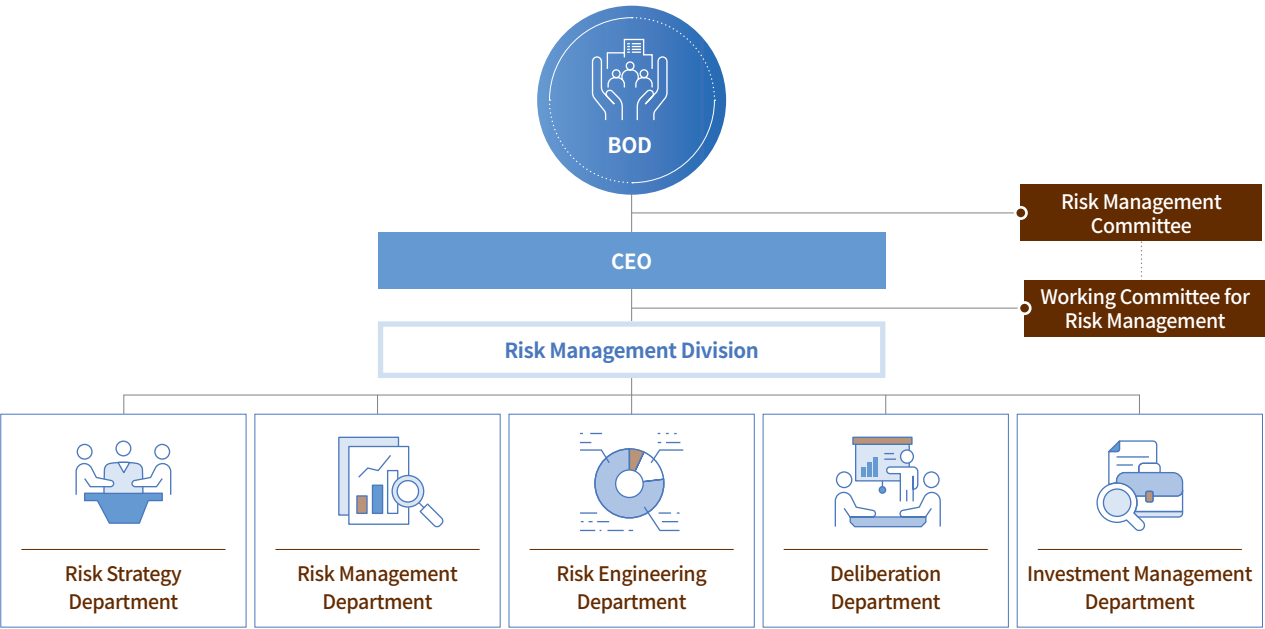 BOD
Risk Management
Committee
CEO
Working Committee for
Risk Management
Risk Management Division
Risk Strategy
Department
Risk Management
Department
Risk Engineering
Department
Deliberation
Department
Investment Management
Department